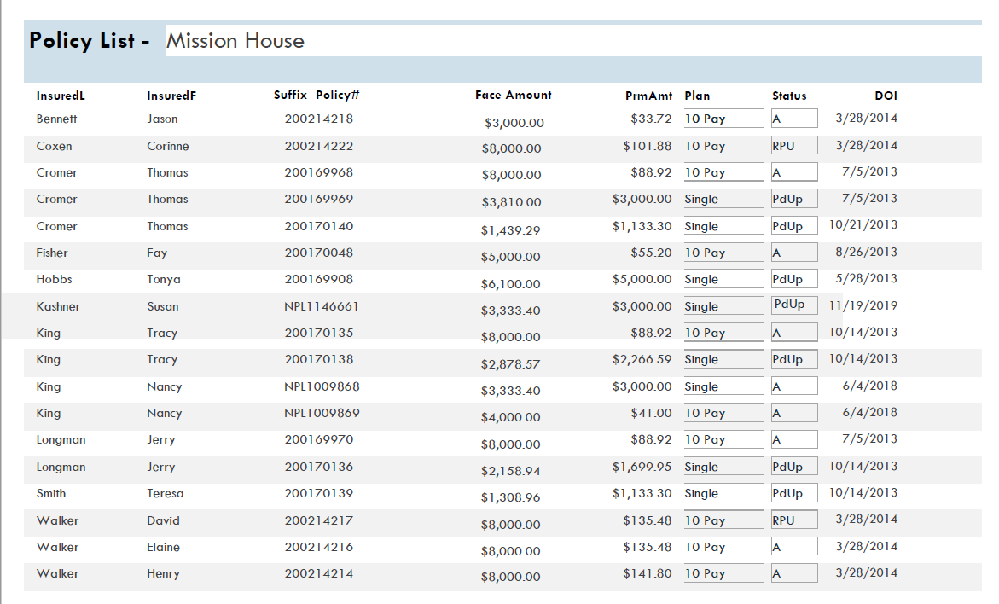 Policy List - Mission House
InsuredL InsuredF Suffix Policy# Face Amount PrmAmt Plan Status DOI
Bennett Jason 200214218 $3,000.00 $33.72 10 Pay A 3/28/2014
Coxen Corinne 200214222 $8,000.00 $101.88 10 Pay RPU 3/28/2014
Cromer Thomas 200169968 $8,000.00 $88.92 10 Pay A 7/5/2013
Cromer Thomas 200169969 $3,810.00 $3,000.00 Single PdUp 7/5/2013
Cromer Thomas 200170140 $1,439.29 $1,133.30 Single PdUp 10/21/2013
Fisher Fay 200170048 $5,000.00 $55.20 10 Pay A 8/26/2013
Hobbs Tonya 200169908 $6,100.00 $5,000.00 Single PdUp 5/28/2013
Kashner Susan NPL1146661 $3,333.40 $3,000.00 Single PdUp 11/19/2019
King Tracy 200170135 $8,000.00 $88.92 10 Pay A 10/14/2013
King Tracy 200170138 $2,878.57 $2,266.59 Single PdUp 10/14/2013
King Nancy NPL1009868 $3,333.40 $3,000.00 Single A 6/4/2018
King Nancy NPL1009869 $4,000.00 $41.00 10 Pay A 6/4/2018
Longman Jerry 200169970 $8,000.00 $88.92 10 Pay A 7/5/2013
Longman Jerry 200170136 $2,158.94 $1,699.95 Single PdUp 10/14/2013
Smith Teresa 200170139 $1,308.96 $1,133.30 Single PdUp 10/14/2013
Walker David 200214217 $8,000.00 $135.48 10 Pay RPU 3/28/2014
Walker Elaine 200214216 $8,000.00 $135.48 10 Pay A 3/28/2014
Walker Henry 200214214 $8,000.00 $141.80 10 Pay A 3/28/2014